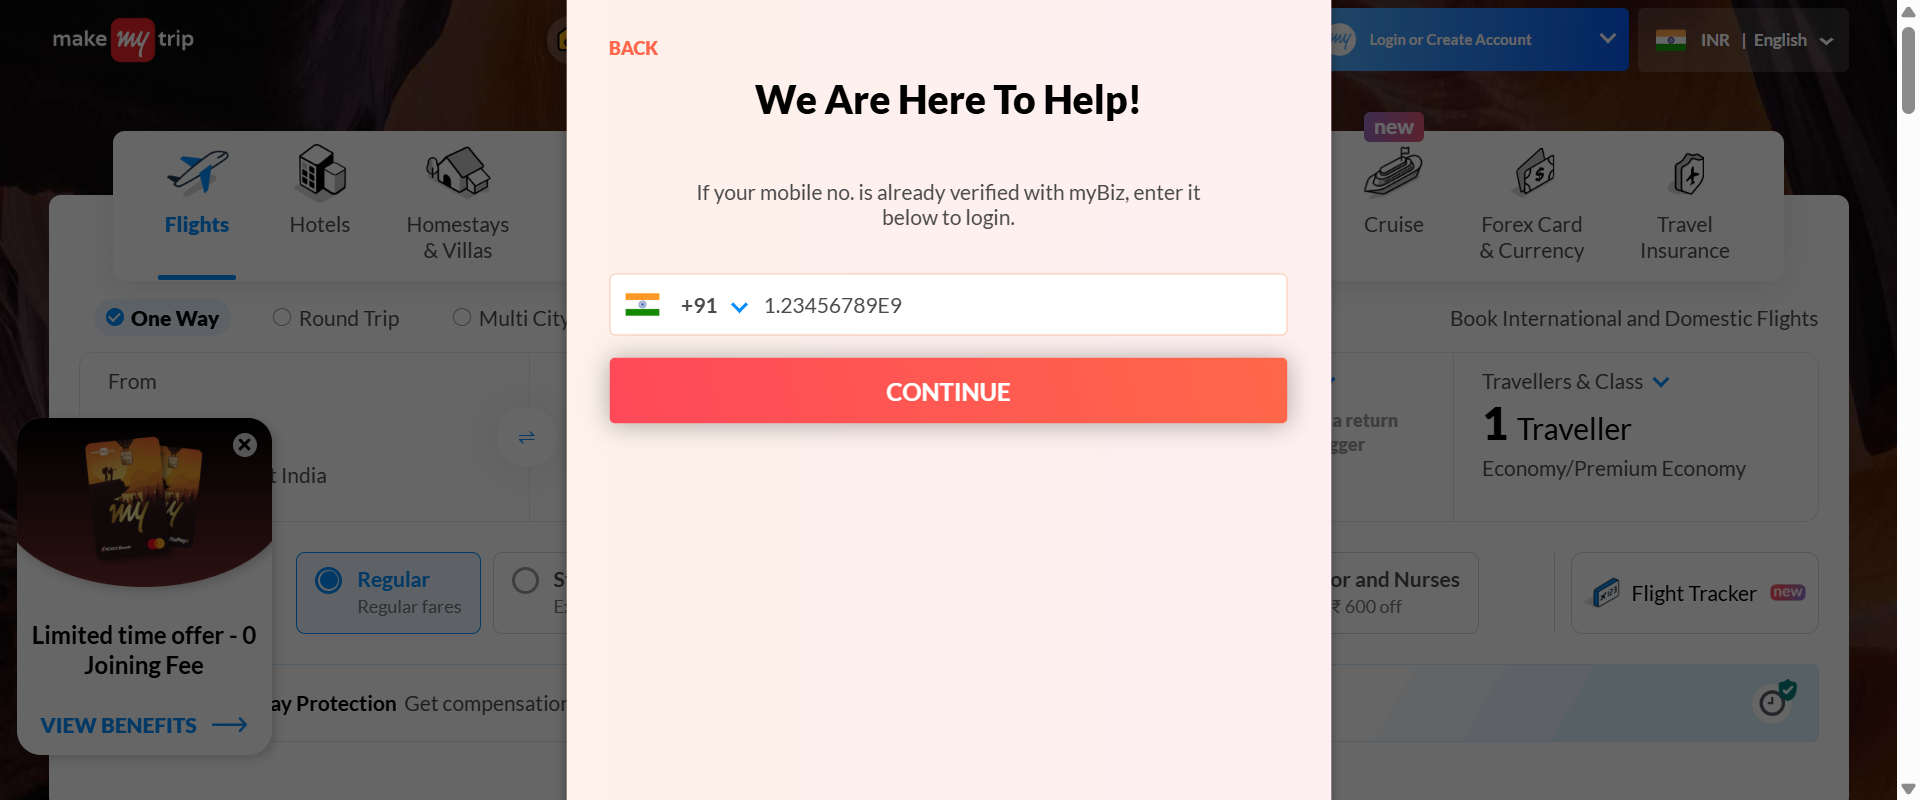 make my trip
my Login or Create Account
INR | English
BACK
We Are Here To Help!
If your mobile no. is already verified with myBiz, enter it
below to login.
+91 1.23456789E9
CONTINUE
Flights
Hotels
Homestays
& Villas
new
Cruise
Forex Card
& Currency
Travel
Insurance
One Way
Round Trip
Multi City
Book International and Domestic Flights
From
India
a return
Travellers & Class
1 Traveller
Economy/Premium Economy
Regular
Regular fares
or and Nurses
₹ 600 off
Flight Tracker new
my
Limited time offer - 0
Joining Fee
VIEW BENEFITS
ay Protection Get compensation